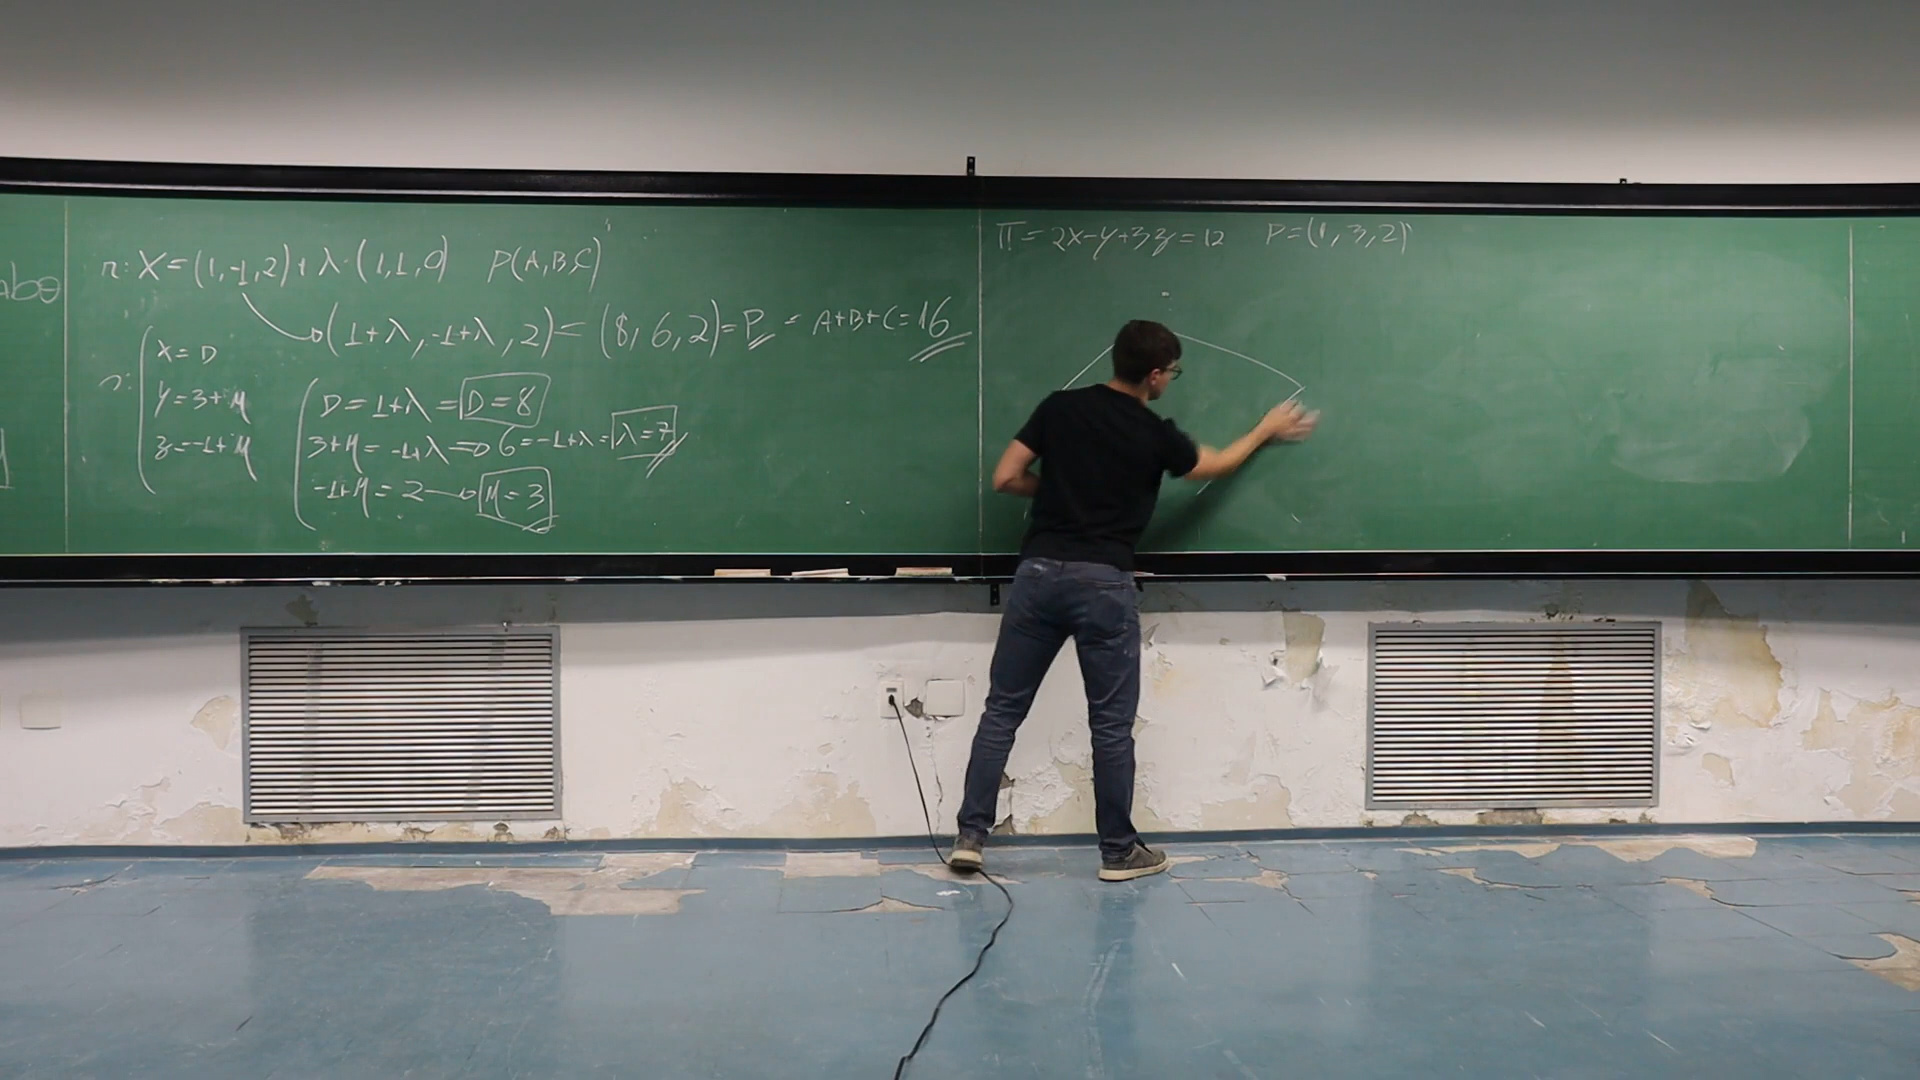 r: X=(1,-1,2)+λ·(1,1,0) P(A,B,C)
(1+λ,-1+λ,2)=(8,6,2)=P = A+B+C=16
X=D
Y=3+M
z=-1+M
D=1+λ=D=8
3+M=-1+λ=>6=-1+λ=λ=7
-1+M=2→M=3
π=2X-Y+3z=12 P=(1,3,2)